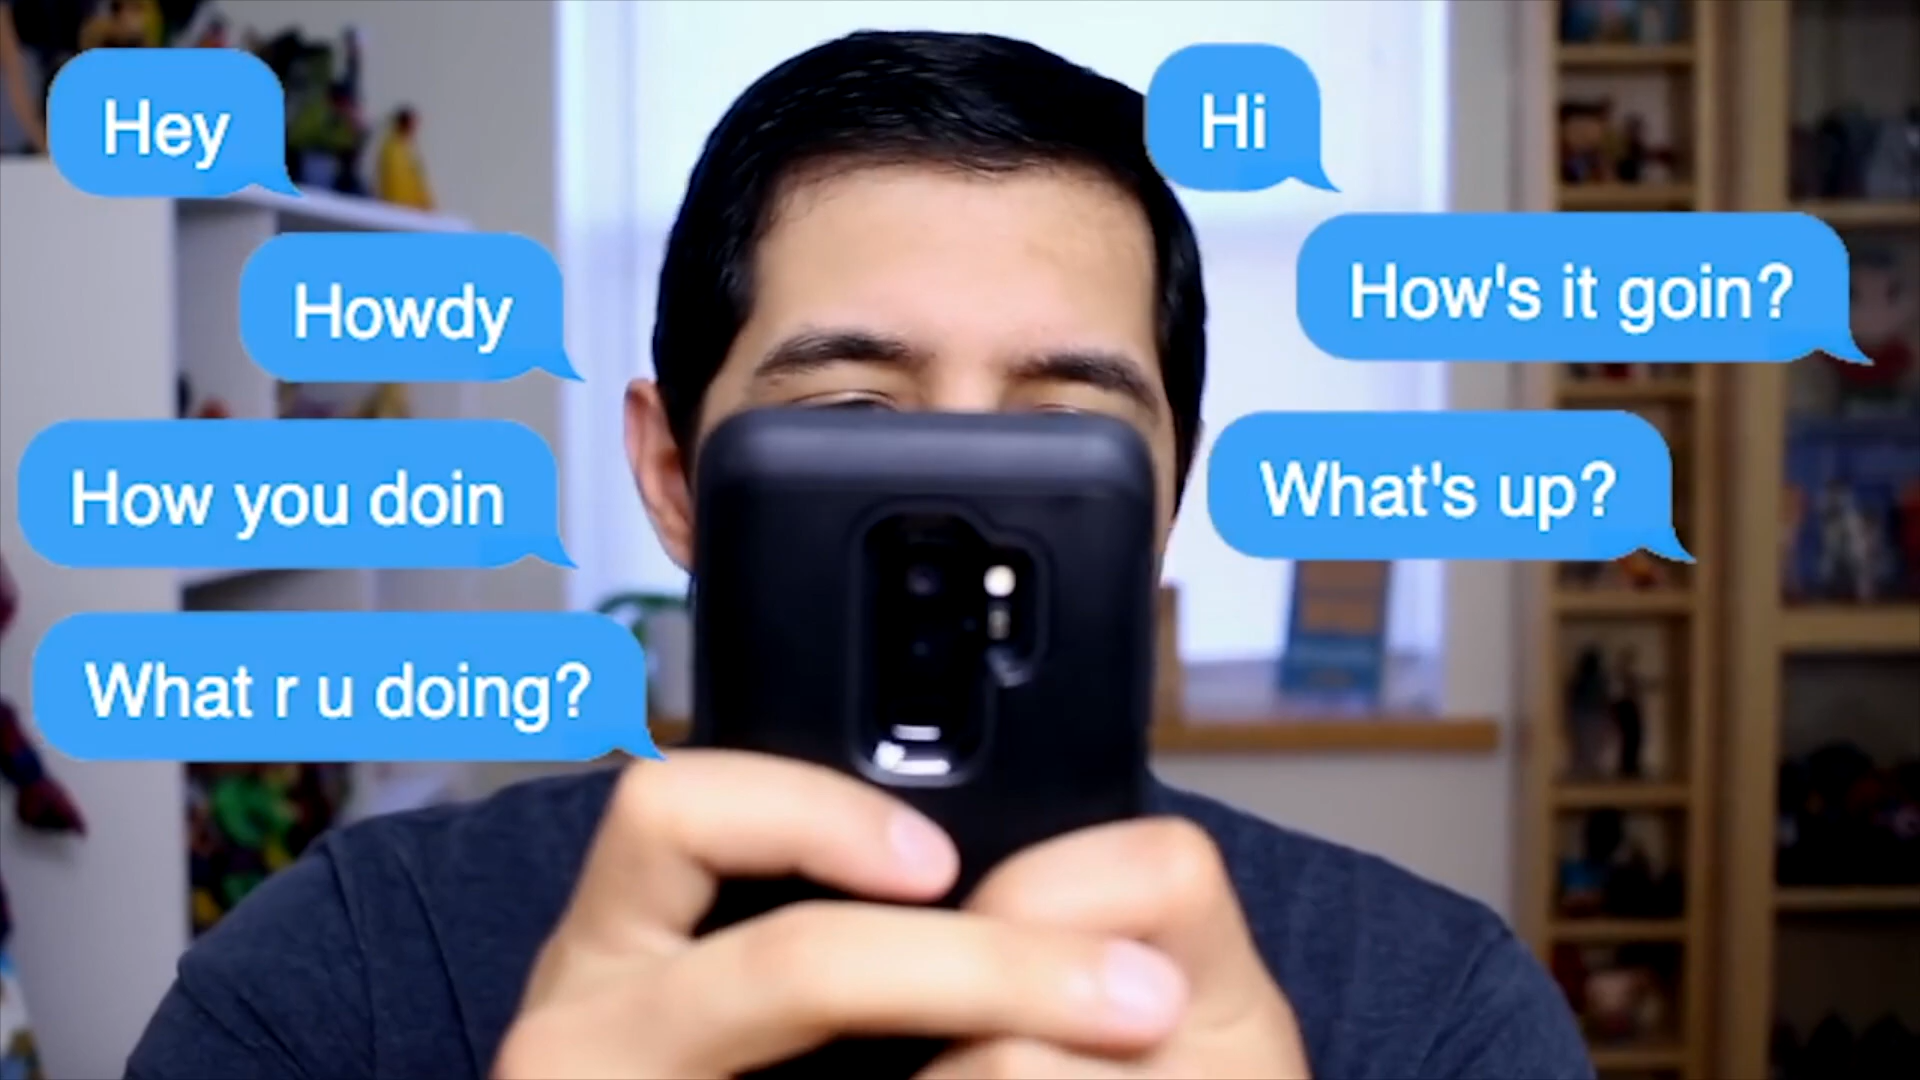 Hey
Howdy
How you doin
What r u doing?
Hi
How's it goin?
What's up?